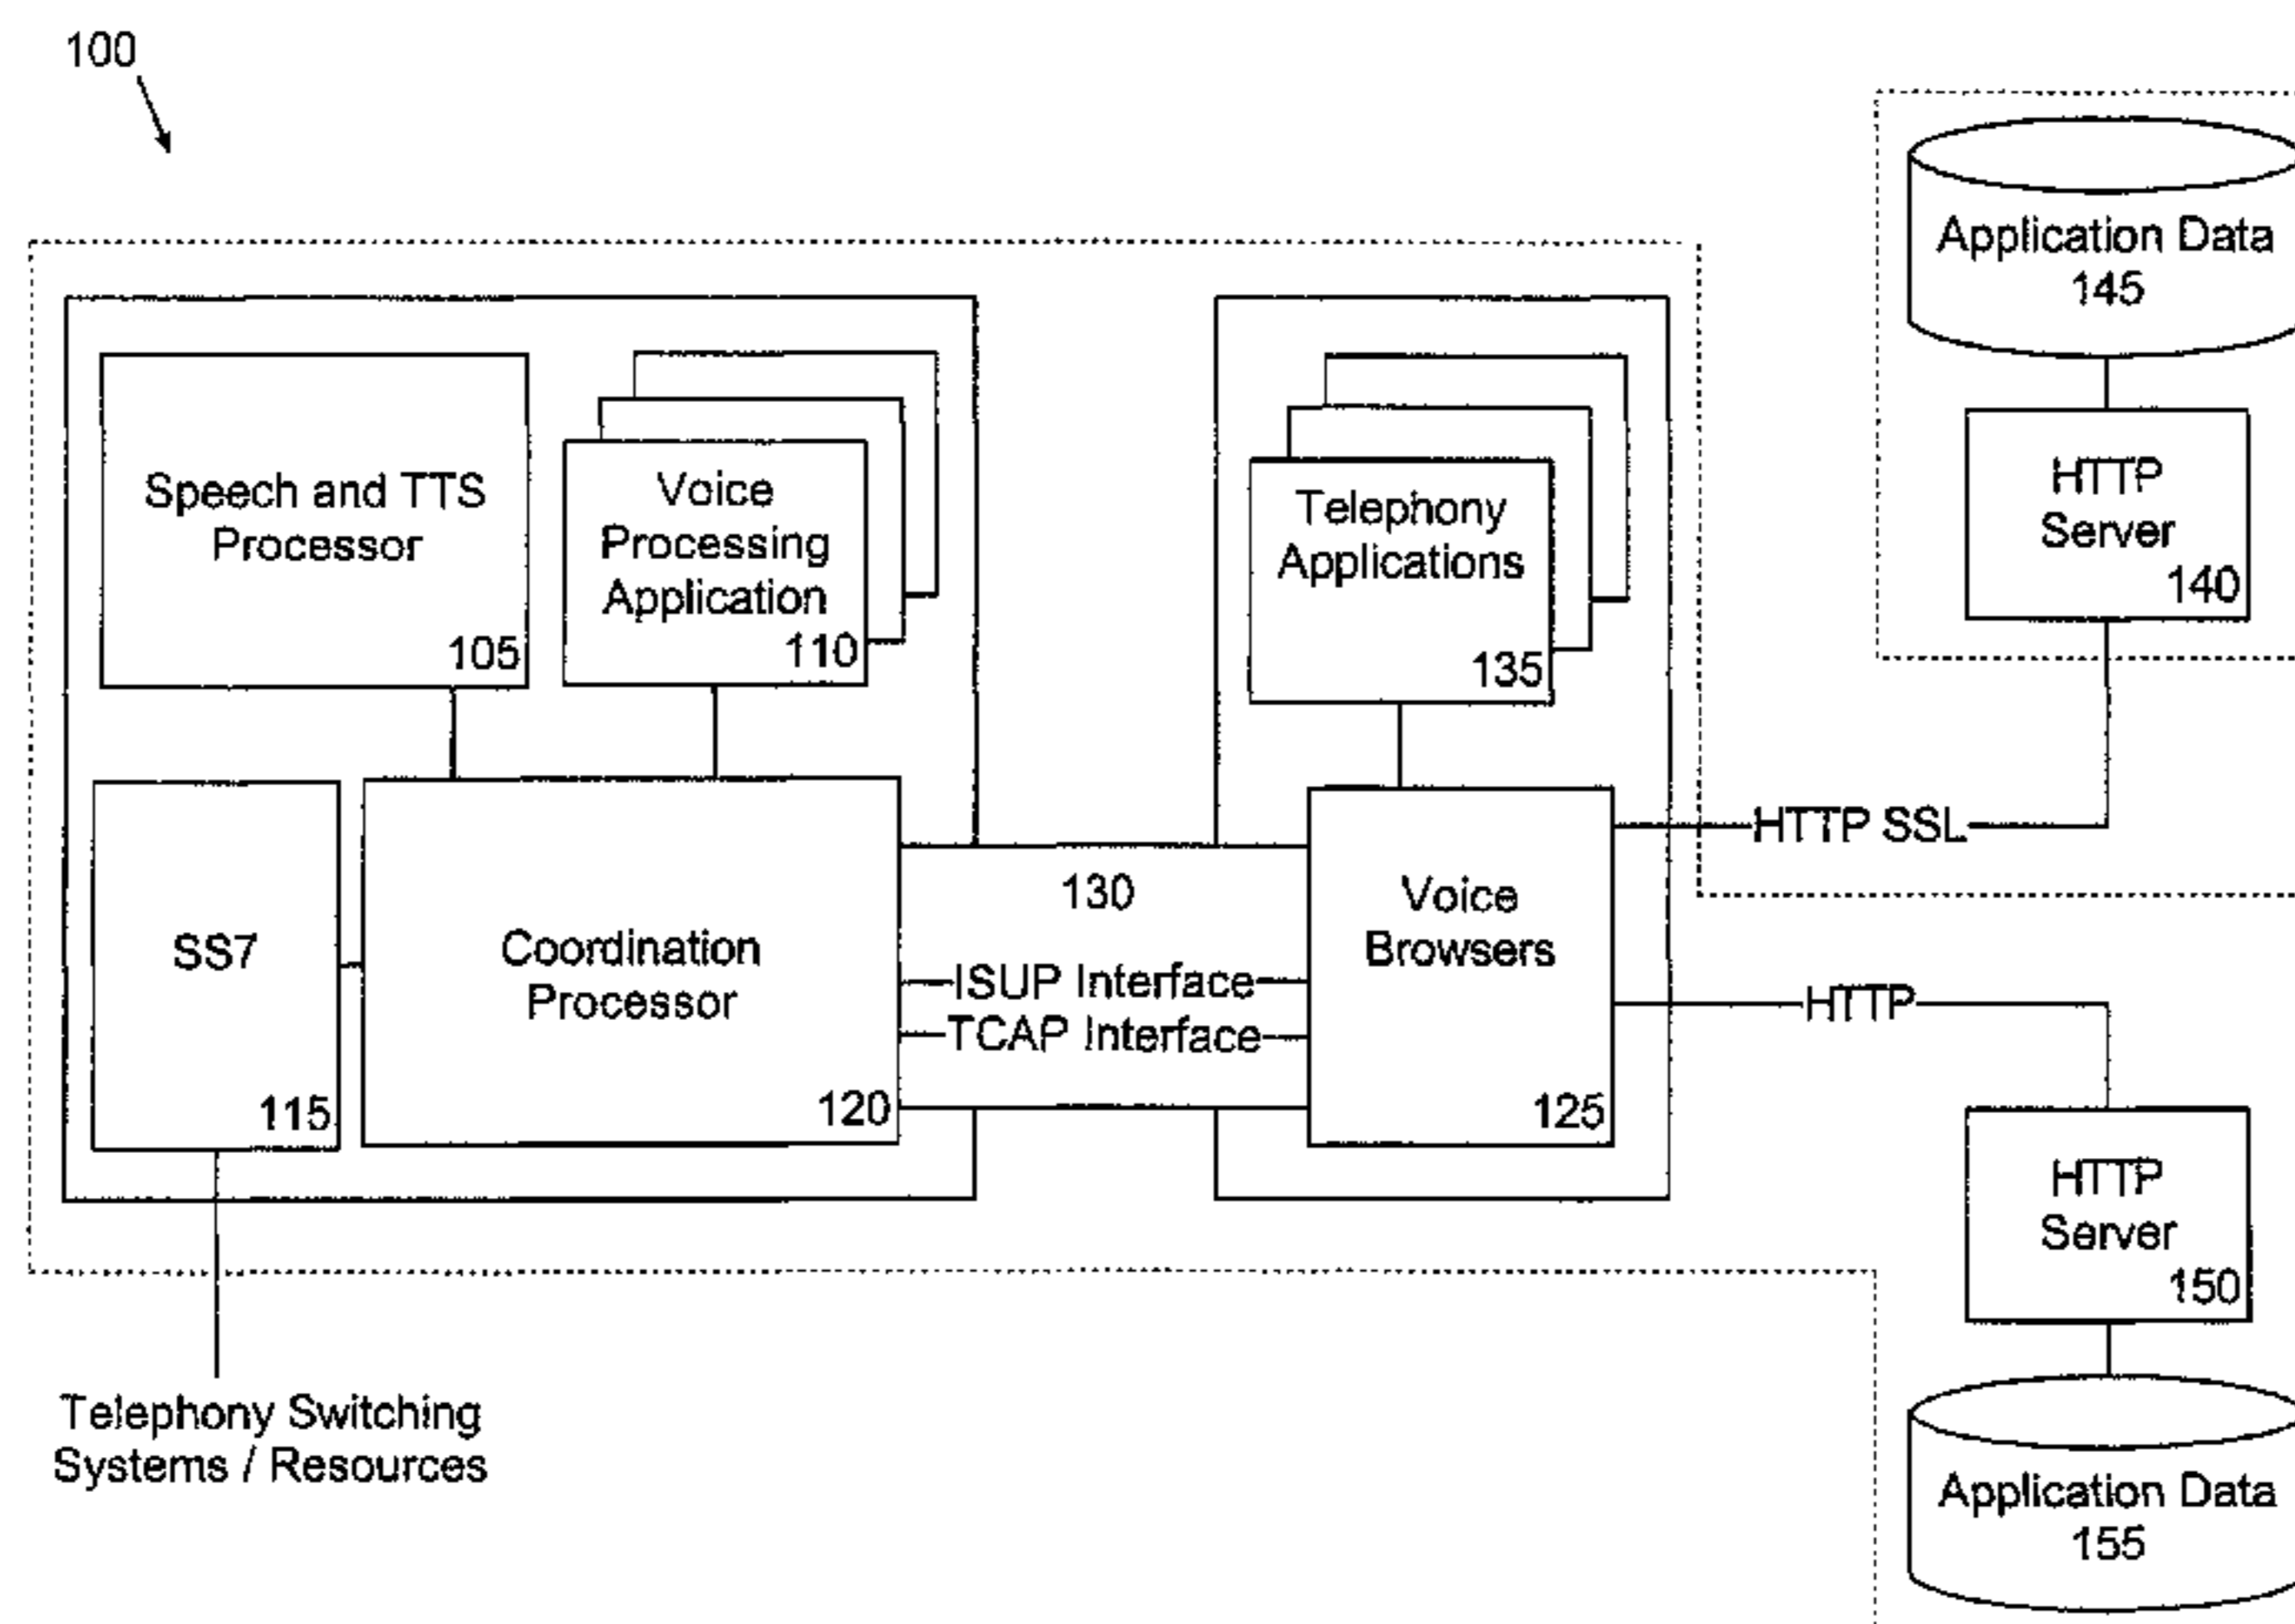 100
Application Data
145
HTTP
Server
140
Speech and TTS
Processor
105
Voice
Processing
Application
110
Telephony
Applications
135
HTTP SSL
SS7
115
Coordination
Processor
120
130
ISUP Interface
TCAP Interface
Voice
Browsers
125
HTTP
HTTP
Server
150
Telephony Switching
Systems / Resources
Application Data
155